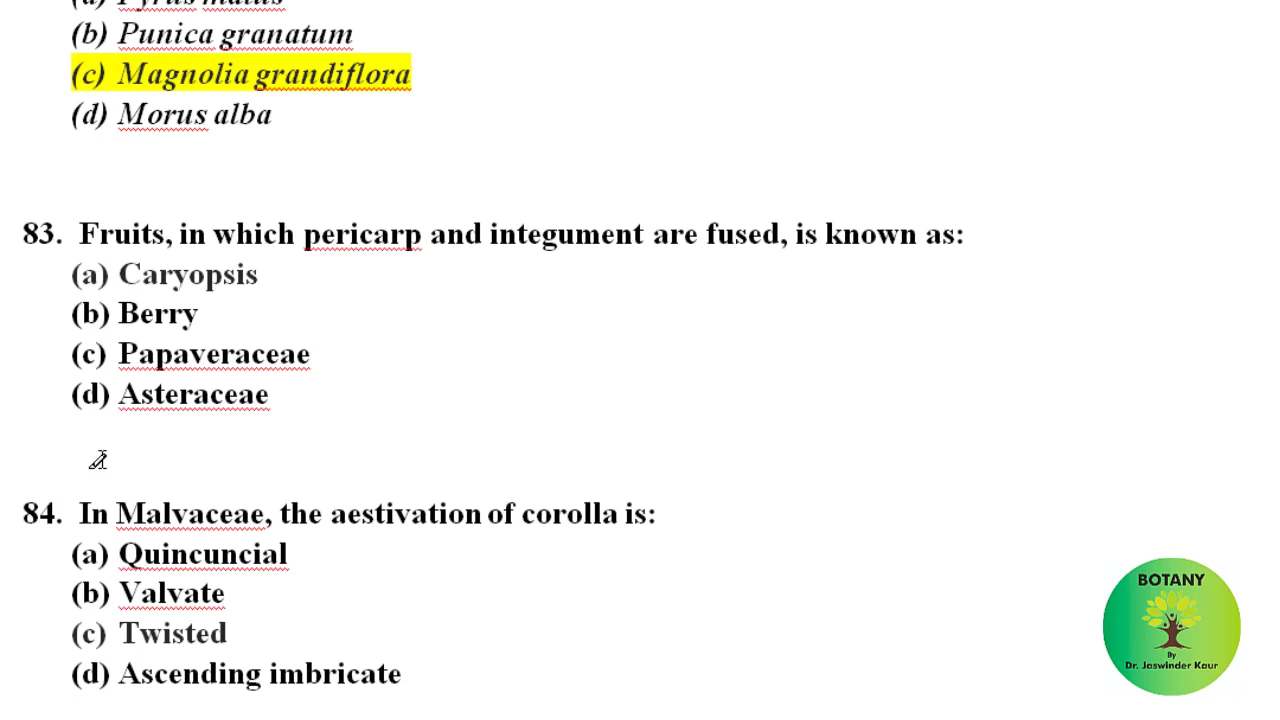 (b) Punica granatum
(c) Magnolia grandiflora
(d) Morus alba
83. Fruits, in which pericarp and integument are fused, is known as:
(a) Caryopsis
(b) Berry
(c) Papaveraceae
(d) Asteraceae
84. In Malvaceae, the aestivation of corolla is:
(a) Quincuncial
(b) Valvate
(c) Twisted
(d) Ascending imbricate
BOTANY
By
Dr. Jaswinder Kaur